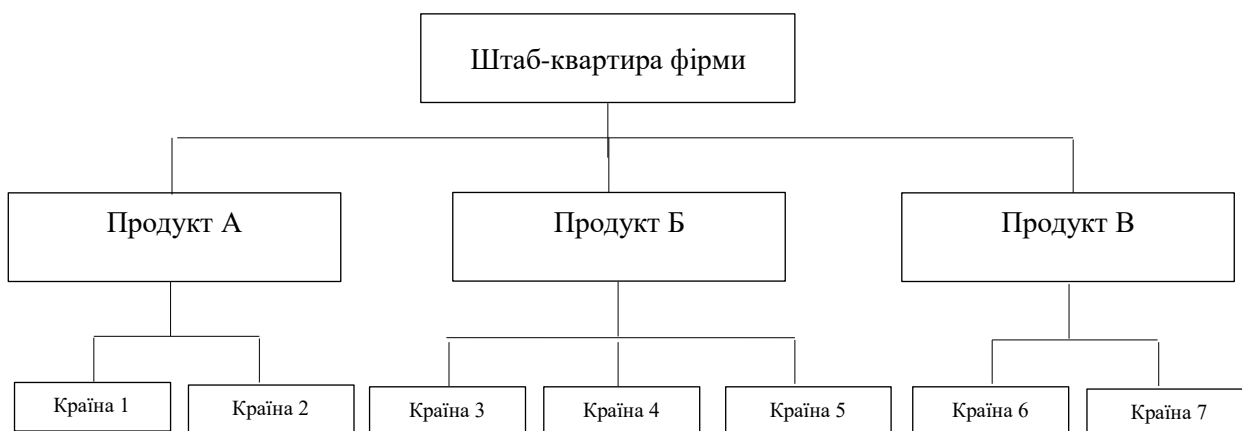 Штаб-квартира фірми
Продукт А
Продукт Б
Продукт В
Країна 1
Країна 2
Країна 3
Країна 4
Країна 5
Країна 6
Країна 7